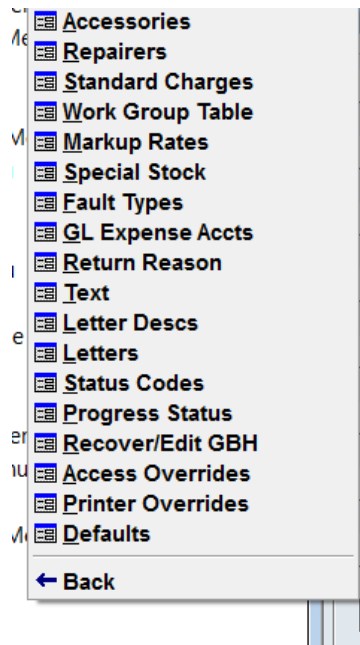 Accessories
Repairers
Standard Charges
Work Group Table
Markup Rates
Special Stock
Fault Types
GL Expense Accts
Return Reason
Text
Letter Descs
Letters
Status Codes
Progress Status
Recover/Edit GBH
Access Overrides
Printer Overrides
Defaults
Back